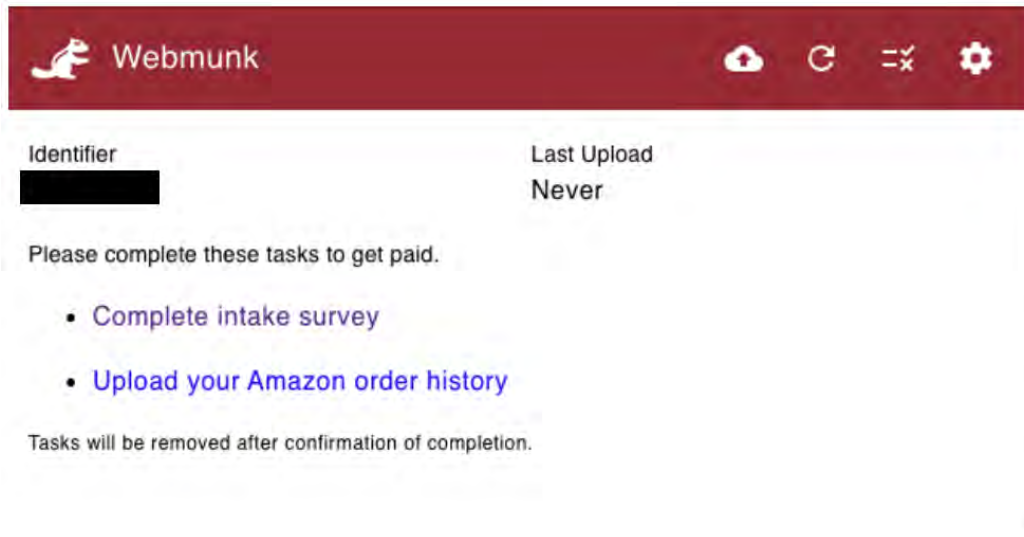 Webmunk
Identifier
Last Upload
Never
Please complete these tasks to get paid.
Complete intake survey
Upload your Amazon order history
Tasks will be removed after confirmation of completion.